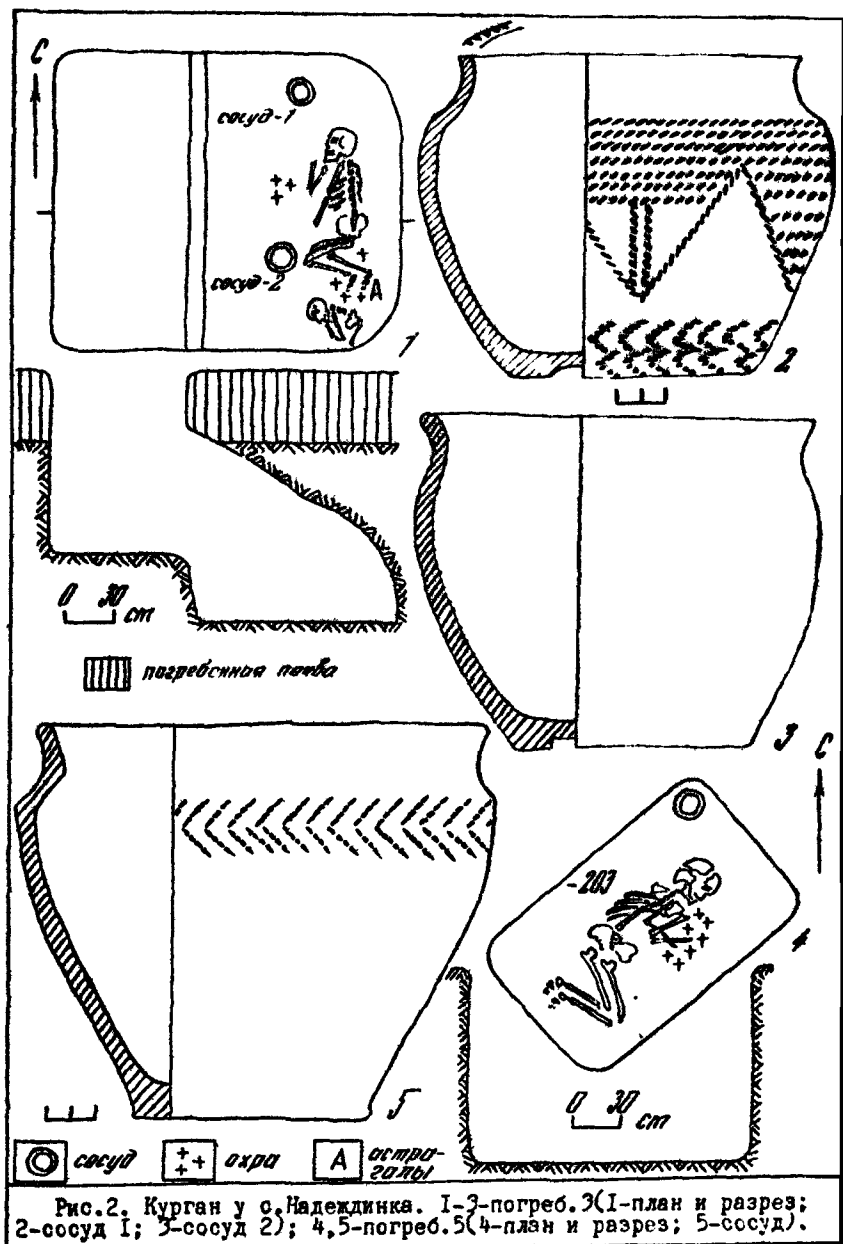 С
сосуд-1
сосуд-2
А
1
2
0 30
cm
погребенная почва
3
С
-203
4
0 30
cm
5
сосуд
охра
А
астра-
галы
Рис.2. Курган у с.Надеждинка. I-3-погреб.3(I-план и разрез;
2-сосуд I; 3-сосуд 2); 4,5-погреб.5(4-план и разрез; 5-сосуд).